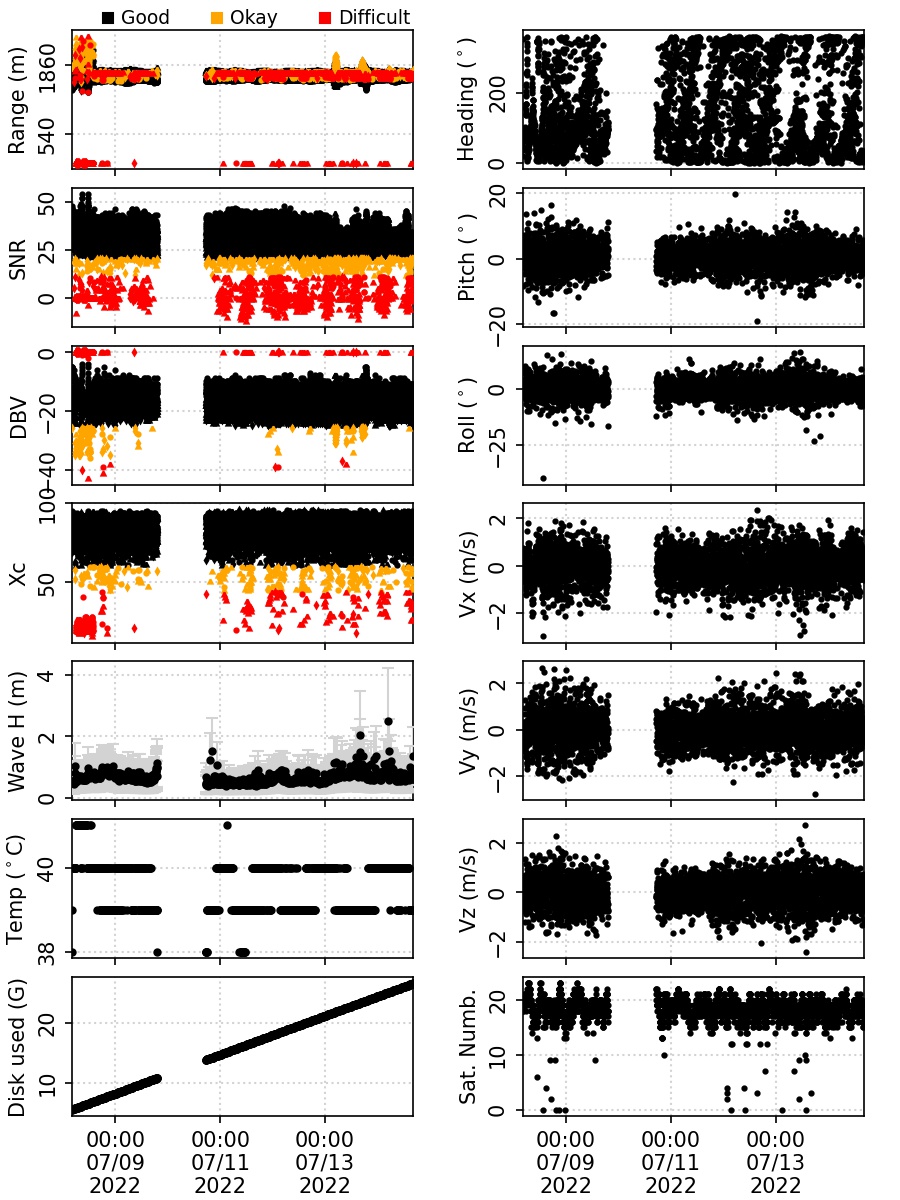 Good Okay Difficult
Range (m)
1860
540
Heading (°)
200
0
SNR
50
25
0
Pitch (°)
20
0
−20
DBV
0
−20
−40
Roll (°)
0
−25
Xc
100
50
Vx (m/s)
2
0
−2
Wave H (m)
4
2
0
Vy (m/s)
2
0
−2
Temp (°C)
40
38
Vz (m/s)
2
0
−2
Disk used (G)
20
10
Sat. Numb.
20
10
0
00:00 00:00 00:00
07/09 07/11 07/13
2022 2022 2022
00:00 00:00 00:00
07/09 07/11 07/13
2022 2022 2022